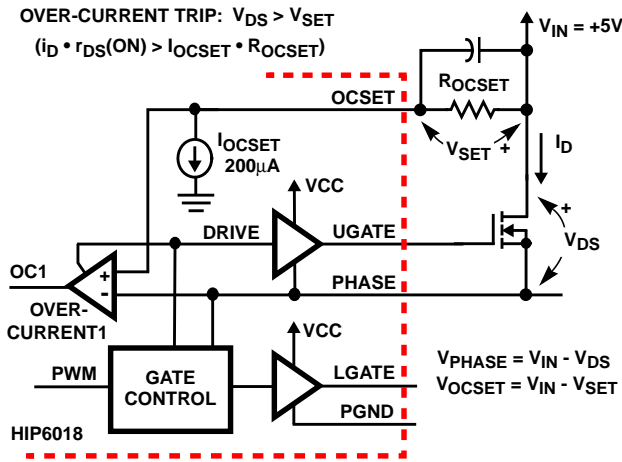 OVER-CURRENT TRIP: VDS > VSET
(iD • rDS(ON) > IOCSET • ROCSET)
VIN = +5V
OCSET
ROCSET
IOCSET
200µA
VSET +
ID
VCC
DRIVE
UGATE
+
VDS
OC1
+
-
PHASE
OVER-
CURRENT1
VCC
PWM
GATE
CONTROL
LGATE
PGND
VPHASE = VIN - VDS
VOCSET = VIN - VSET
HIP6018